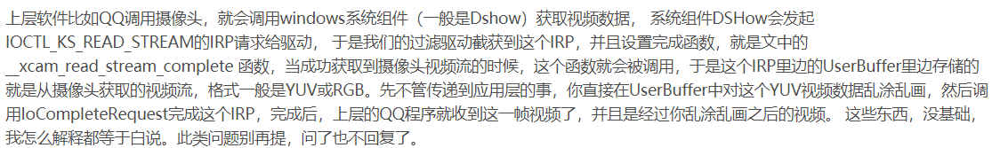 上层软件比如QQ调用摄像头，就会调用windows系统组件（一般是Dshow）获取视频数据， 系统组件DSHow会发起
IOCTL_KS_READ_STREAM的IRP请求给驱动， 于是我们的过滤驱动截获到这个IRP，并且设置完成函数，就是文中的
__xcam_read_stream_complete 函数，当成功获取到摄像头视频流的时候，这个函数就会被调用，于是这个IRP里边的UserBuffer里边存储的
就是从摄像头获取的视频流，格式一般是YUV或RGB。先不管传递到应用层的事，你直接在UserBuffer中对这个YUV视频数据乱涂乱画，然后调
用IoCompleteRequest完成这个IRP，完成后，上层的QQ程序就收到这一帧视频了，并且是经过你乱涂乱画之后的视频。 这些东西，没基础，
我怎么解释都等于白说。此类问题别再提，问了也不回复了。